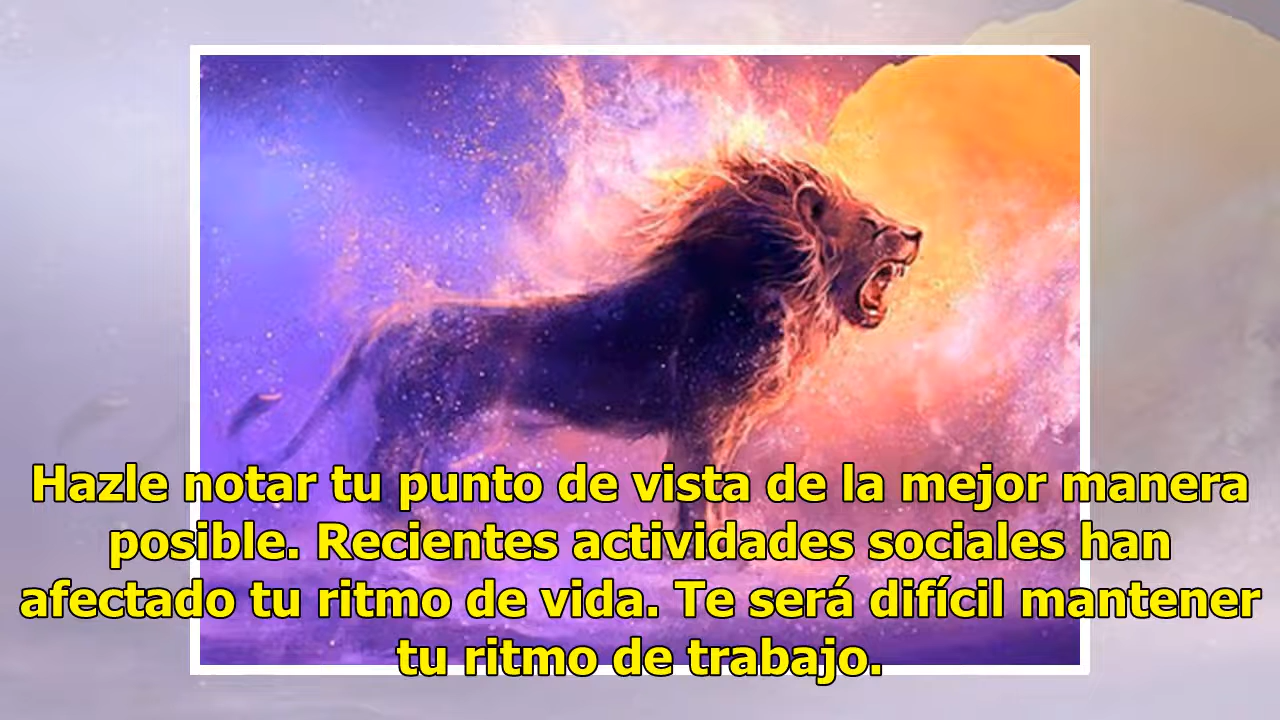 Hazle notar tu punto de vista de la mejor manera
posible. Recientes actividades sociales han
afectado tu ritmo de vida. Te será difícil mantener
tu ritmo de trabajo.